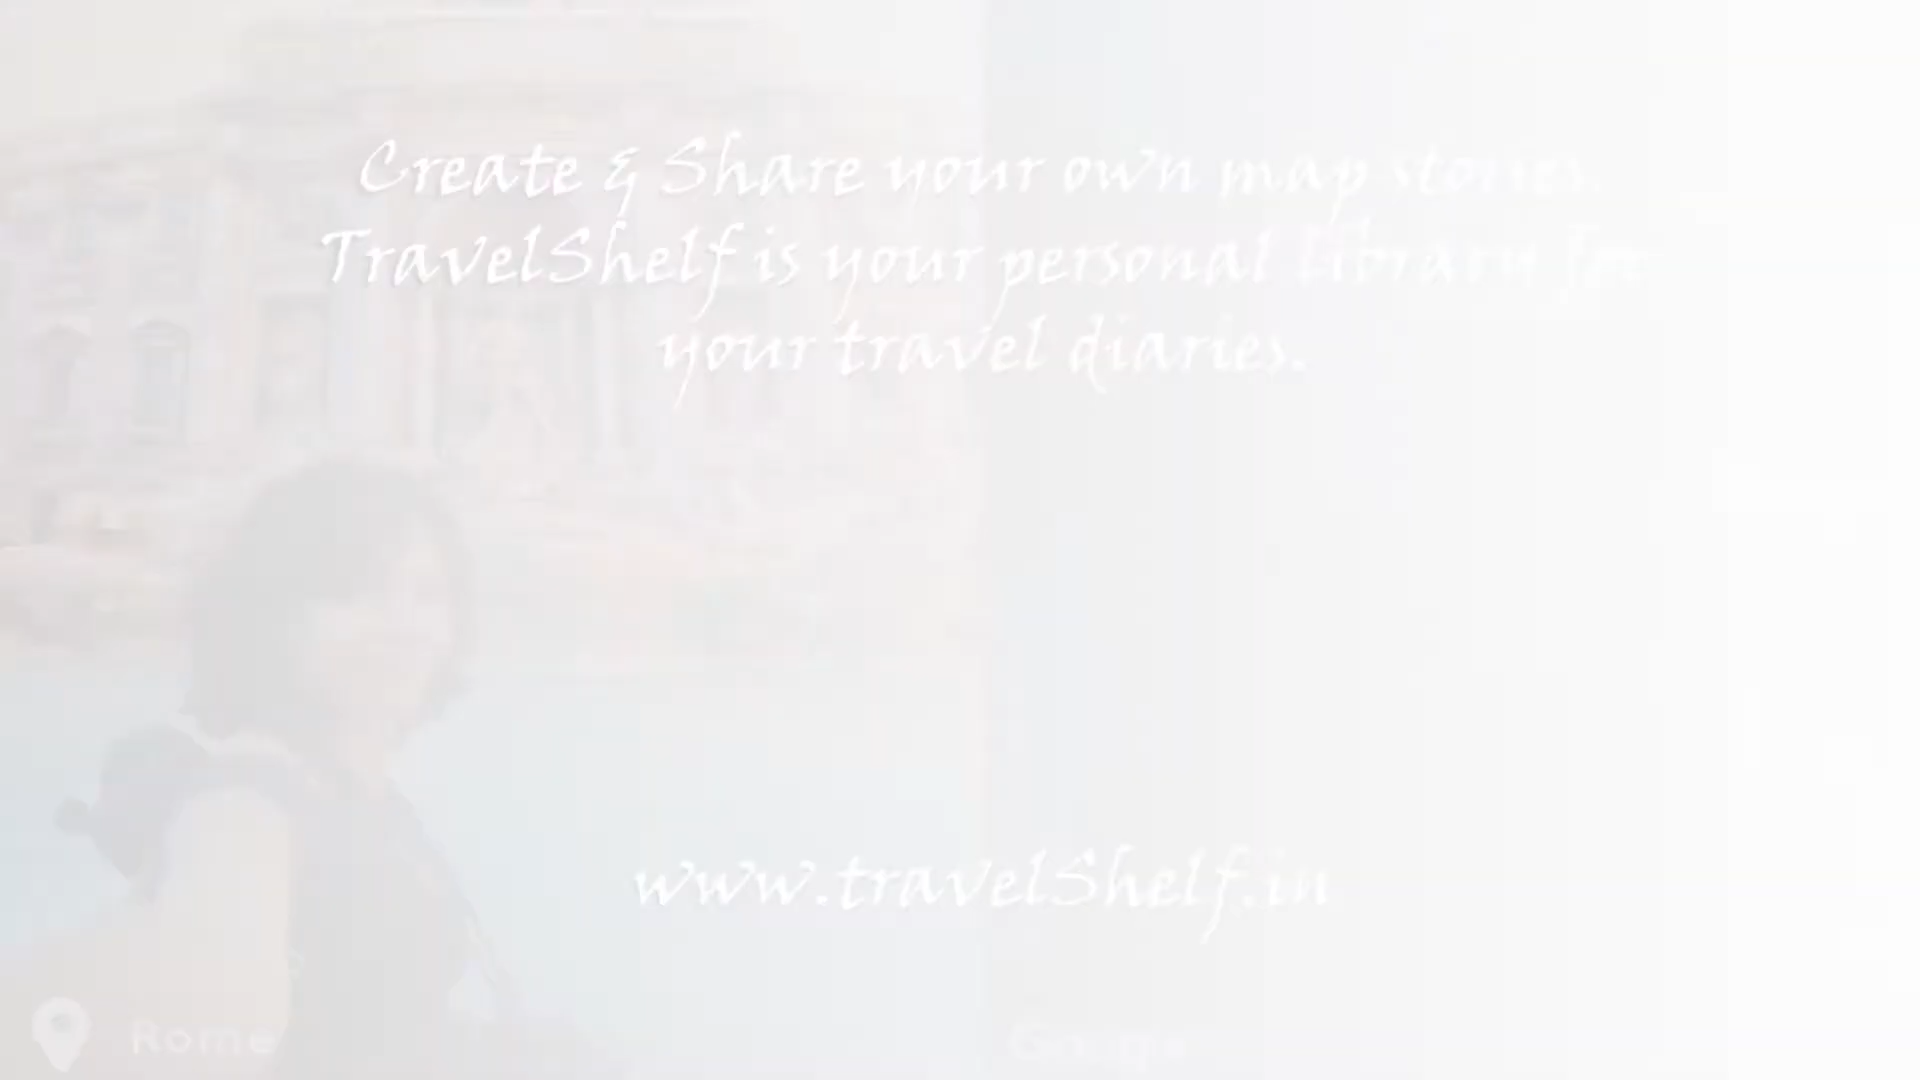 Create & Share your own map stories.
TravelShelf is your personal library for
your travel diaries.
www.travelShelf.in
Rome